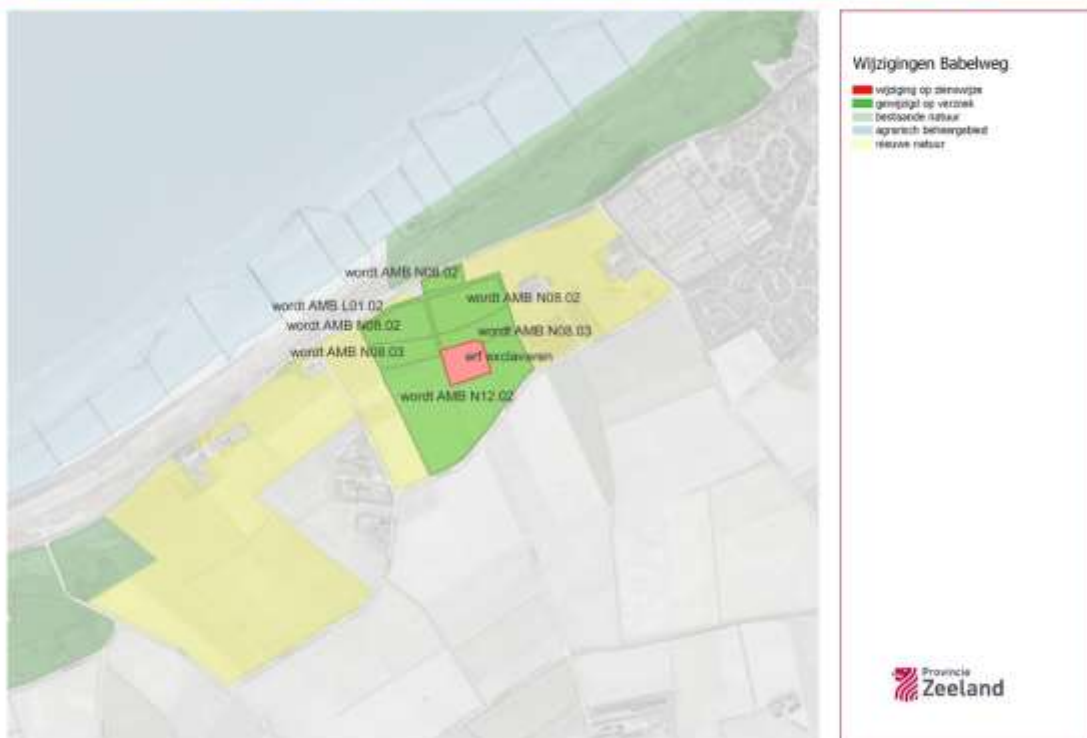 wordt AMB N08.02
wordt AMB L01.02
wordt AMB N08.02
wordt AMB N08.02
wordt AMB N08.03
wordt AMB N08.03
erf exclaveren
wordt AMB N12.02
Wijzigingen Babelweg
wijziging op zienswijze
gewijzigd op verzoek
bestaande natuur
agrarisch beheergebied
nieuwe natuur
Provincie
Zeeland